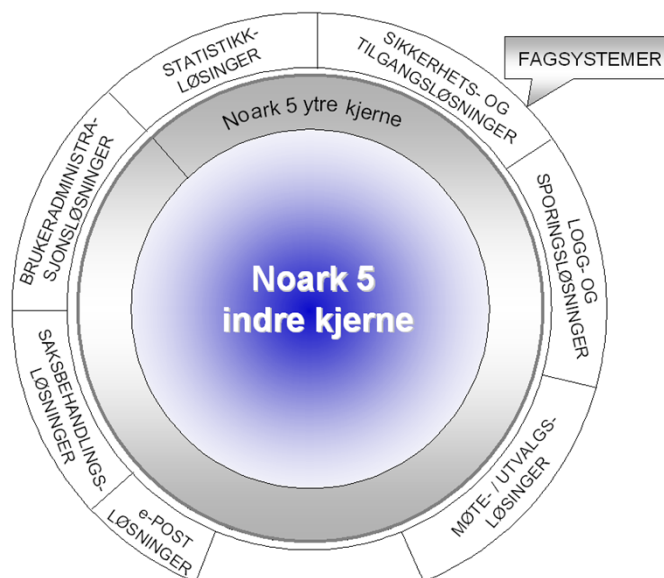 STATISTIKK-
LØSINGER
SIKKERHETS- OG
TILGANGSLØSNINGER
FAGSYSTEMER
BRUKERADMINISTRA-
SJONSLØSNINGER
Noark 5 ytre kjerne
LOGG- OG
SPORINGSLØSNINGER
Noark 5
indre kjerne
SAKSBEHANDLINGS-
LØSNINGER
e-POST
LØSNINGER
MØTE- / UTVALGS-
LØSINGER